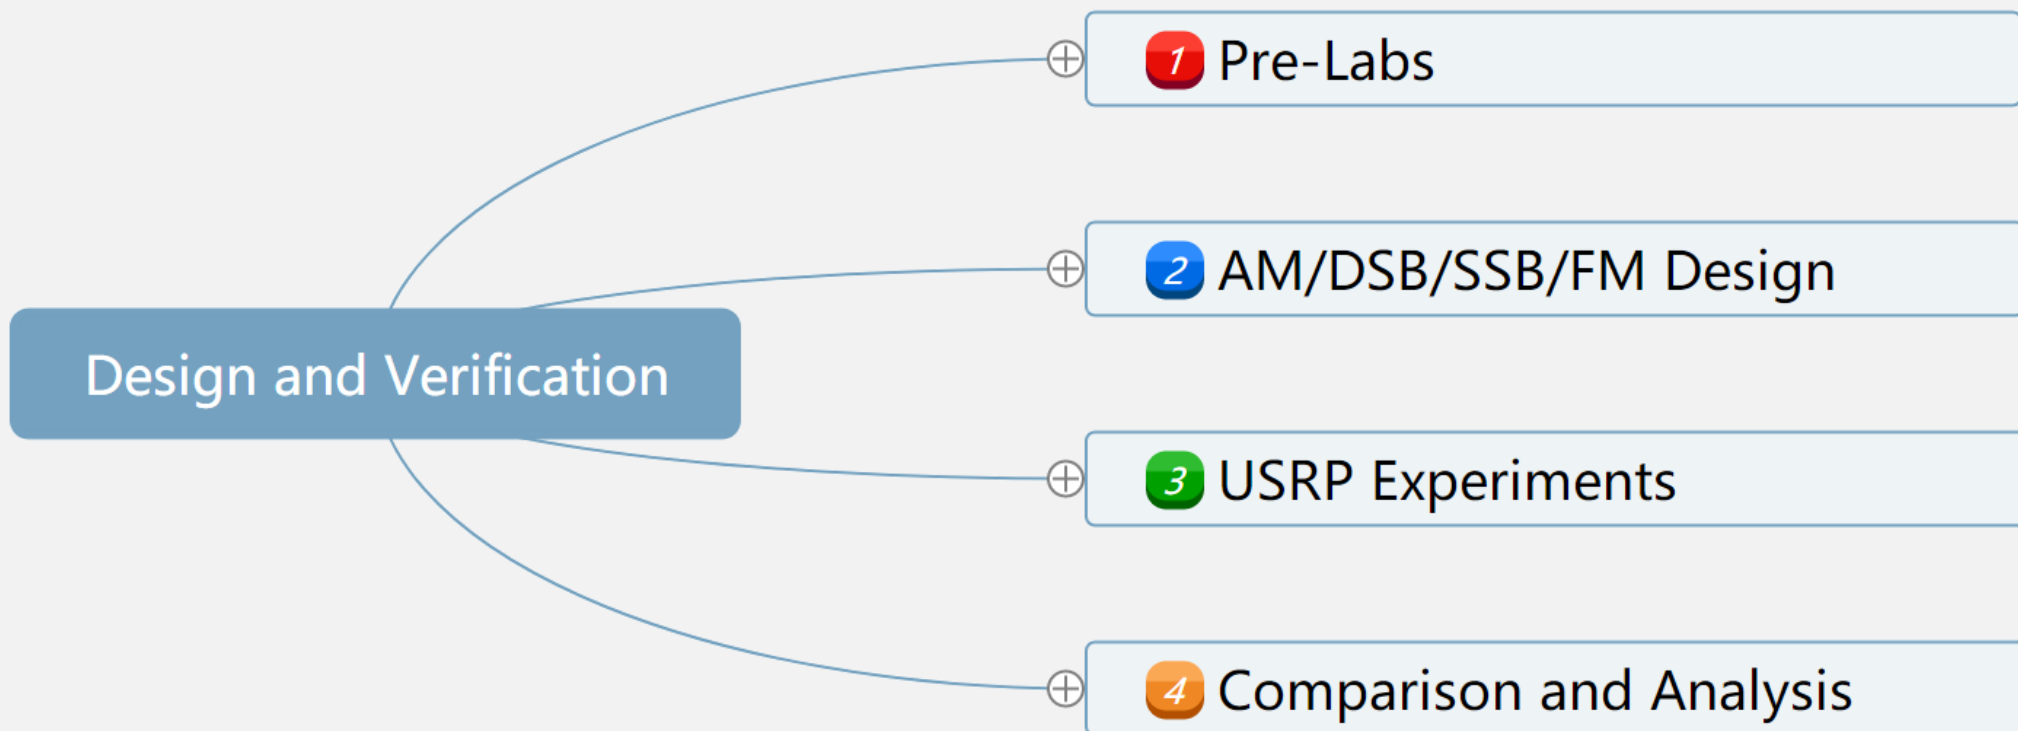 1 Pre-Labs
2 AM/DSB/SSB/FM Design
Design and Verification
3 USRP Experiments
4 Comparison and Analysis